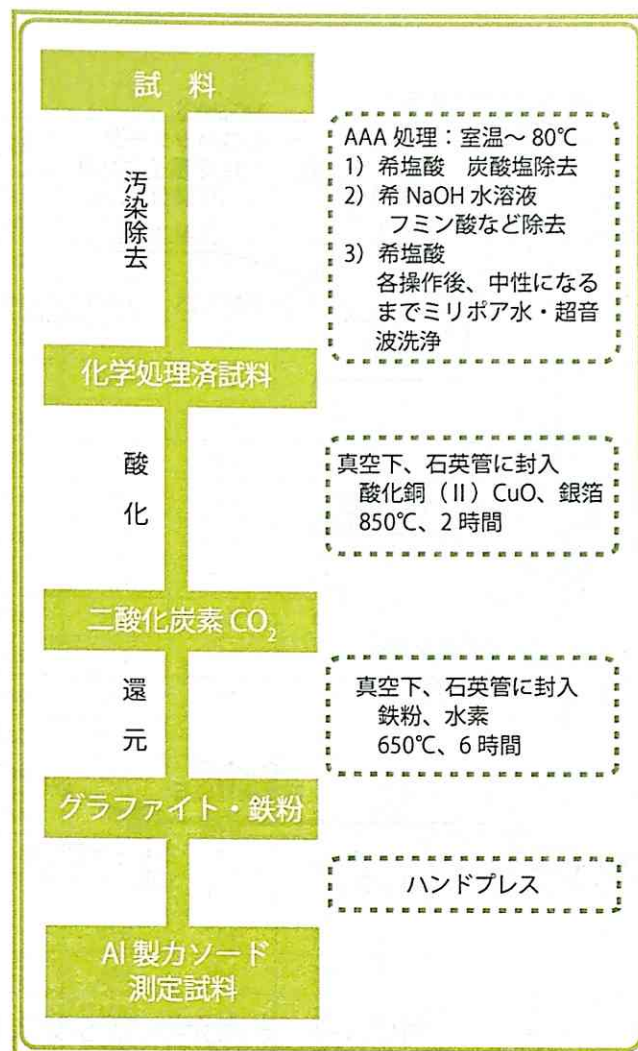 試　料
汚染除去
AAA 処理：室温～ 80℃
1）希塩酸　炭酸塩除去
2）希 NaOH 水溶液
フミン酸など除去
3）希塩酸
各操作後、中性になる
までミリポア水・超音
波洗浄
化学処理済試料
酸化
真空下、石英管に封入
酸化銅（II）CuO、銀箔
850℃、2 時間
二酸化炭素 CO₂
還元
真空下、石英管に封入
鉄粉、水素
650℃、6 時間
グラファイト・鉄粉
ハンドプレス
Al 製カソード
測定試料